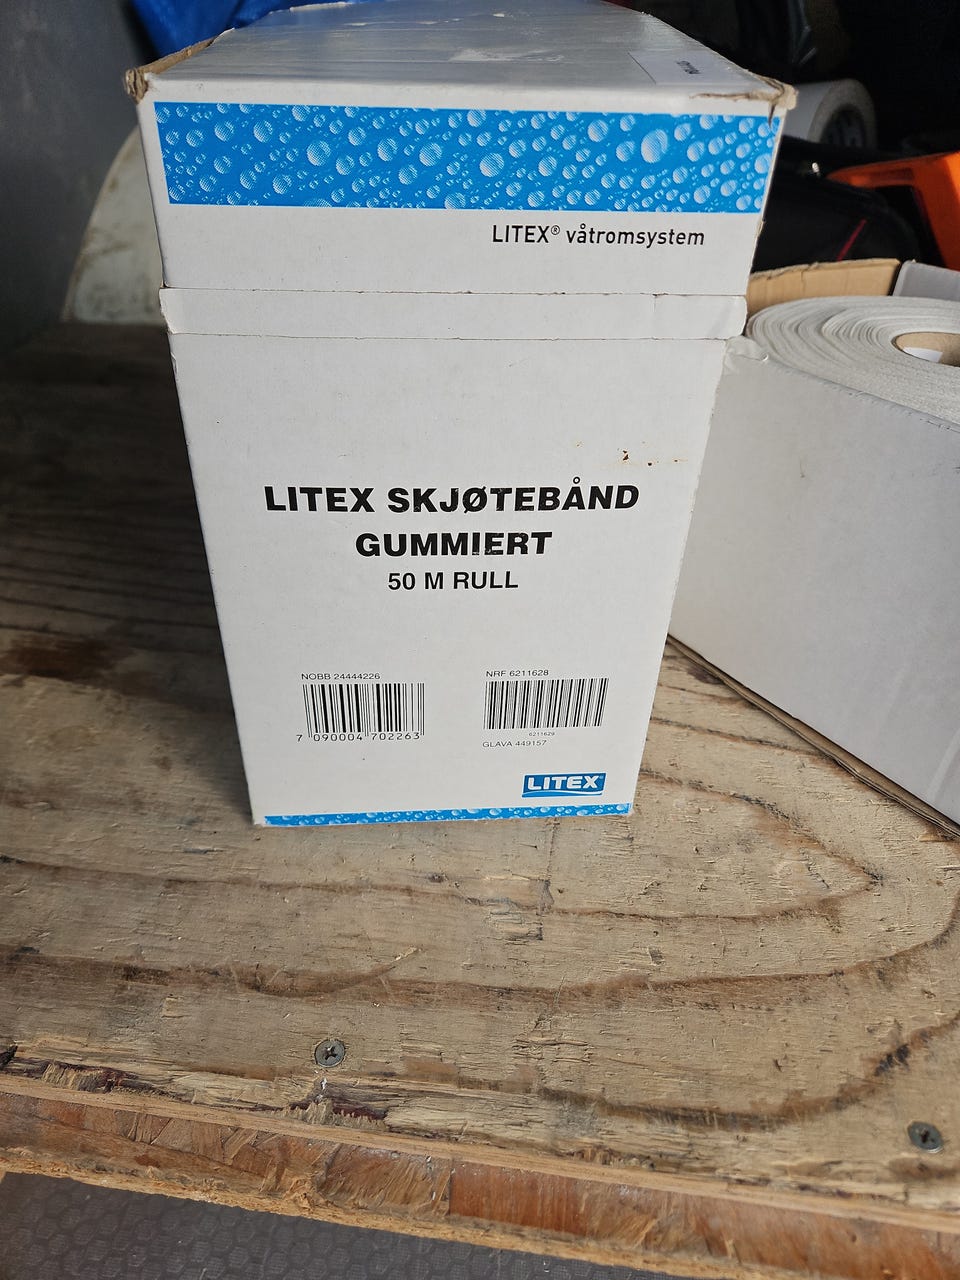 LITEX® våtromsystem
LITEX SKJØTEBÅND
GUMMIERT
50 M RULL
NOBB 24444226
7 090004 702263
NRF 6211628
6211629
GLAVA 449157
LITEX